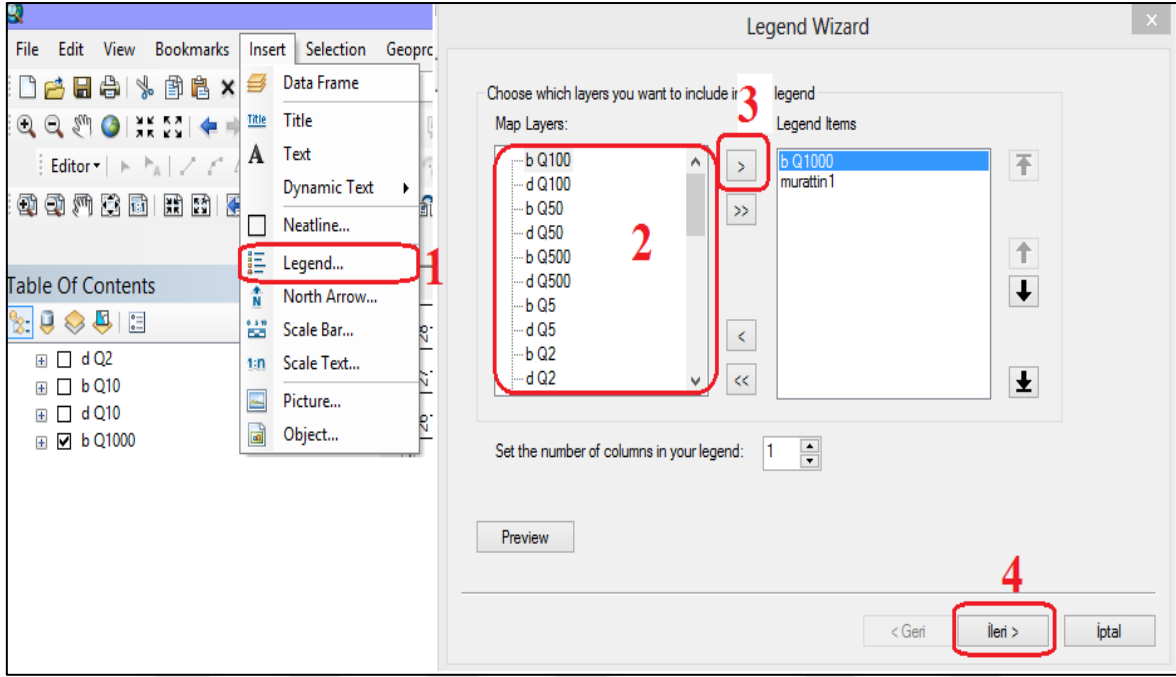 File Edit View Bookmarks Insert Selection Geoprc
Title
Editor
Table Of Contents
d Q2
b Q10
d Q10
b Q1000
Data Frame
Title
A Text
Dynamic Text
Neatline...
Legend...
1
N North Arrow...
Scale Bar...
1:n Scale Text...
Picture...
Object...
Legend Wizard
x
Choose which layers you want to include in legend
3
Map Layers:
b Q100
d Q100
b Q50
d Q50
b Q500
d Q500
b Q5
d Q5
b Q2
d Q2
2
>
>>
<
<<
Legend Items
b Q1000
murattin1
Set the number of columns in your legend: 1
Preview
4
< Geri İleri > İptal